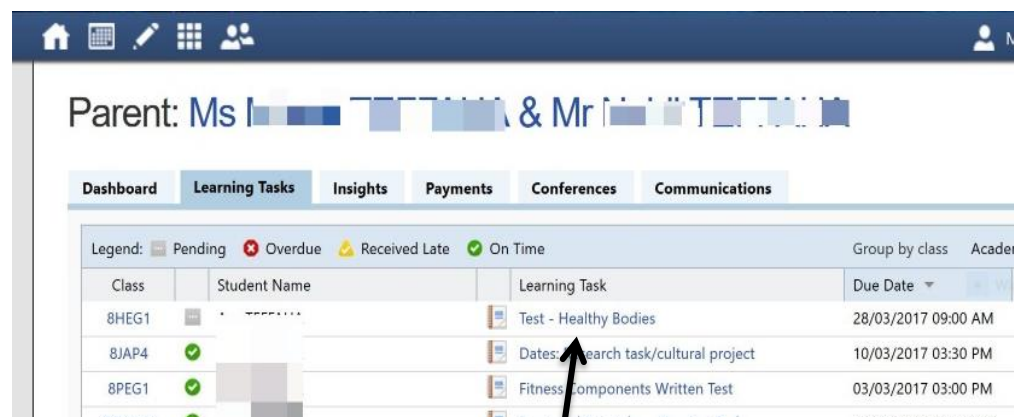 Parent: Ms & Mr
Dashboard Learning Tasks Insights Payments Conferences Communications
Legend: Pending Overdue Received Late On Time Group by class
Class Student Name Learning Task Due Date
8HEG1 Test - Healthy Bodies 28/03/2017 09:00 AM
8JAP4 Dates: task/cultural project 10/03/2017 03:30 PM
8PEG1 Fitness Components Written Test 03/03/2017 03:00 PM